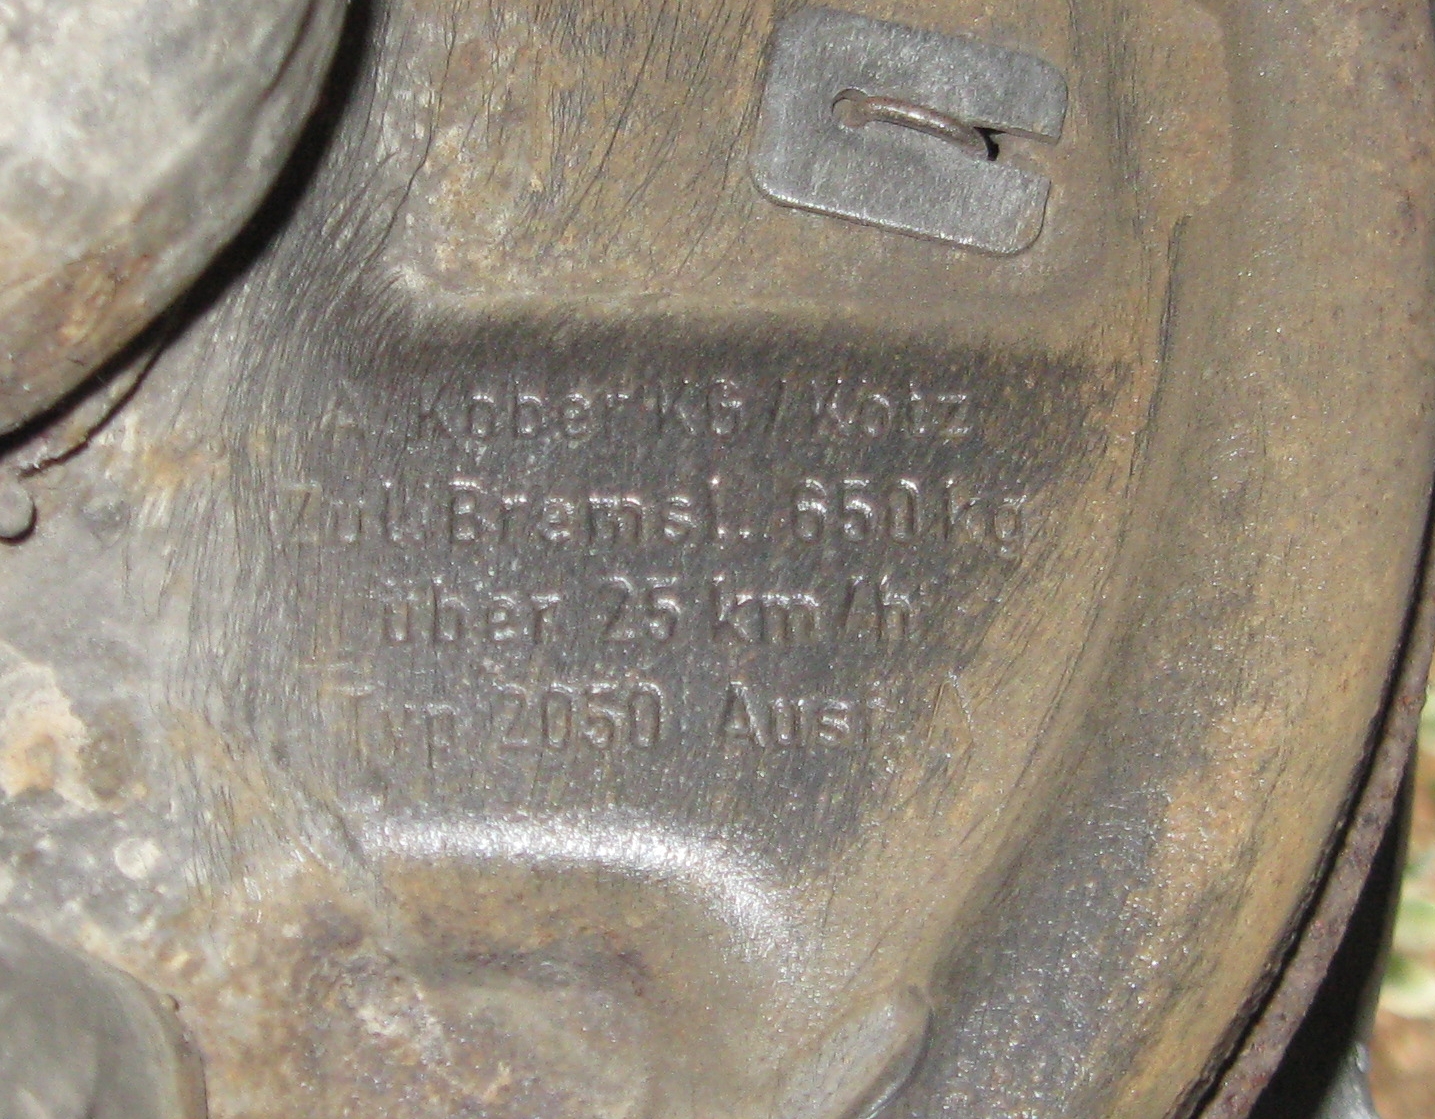 A. Kober KG / Kötz
Zul. Bremsl. 650 kg
über 25 km/h
Typ 2050 Ausf. A